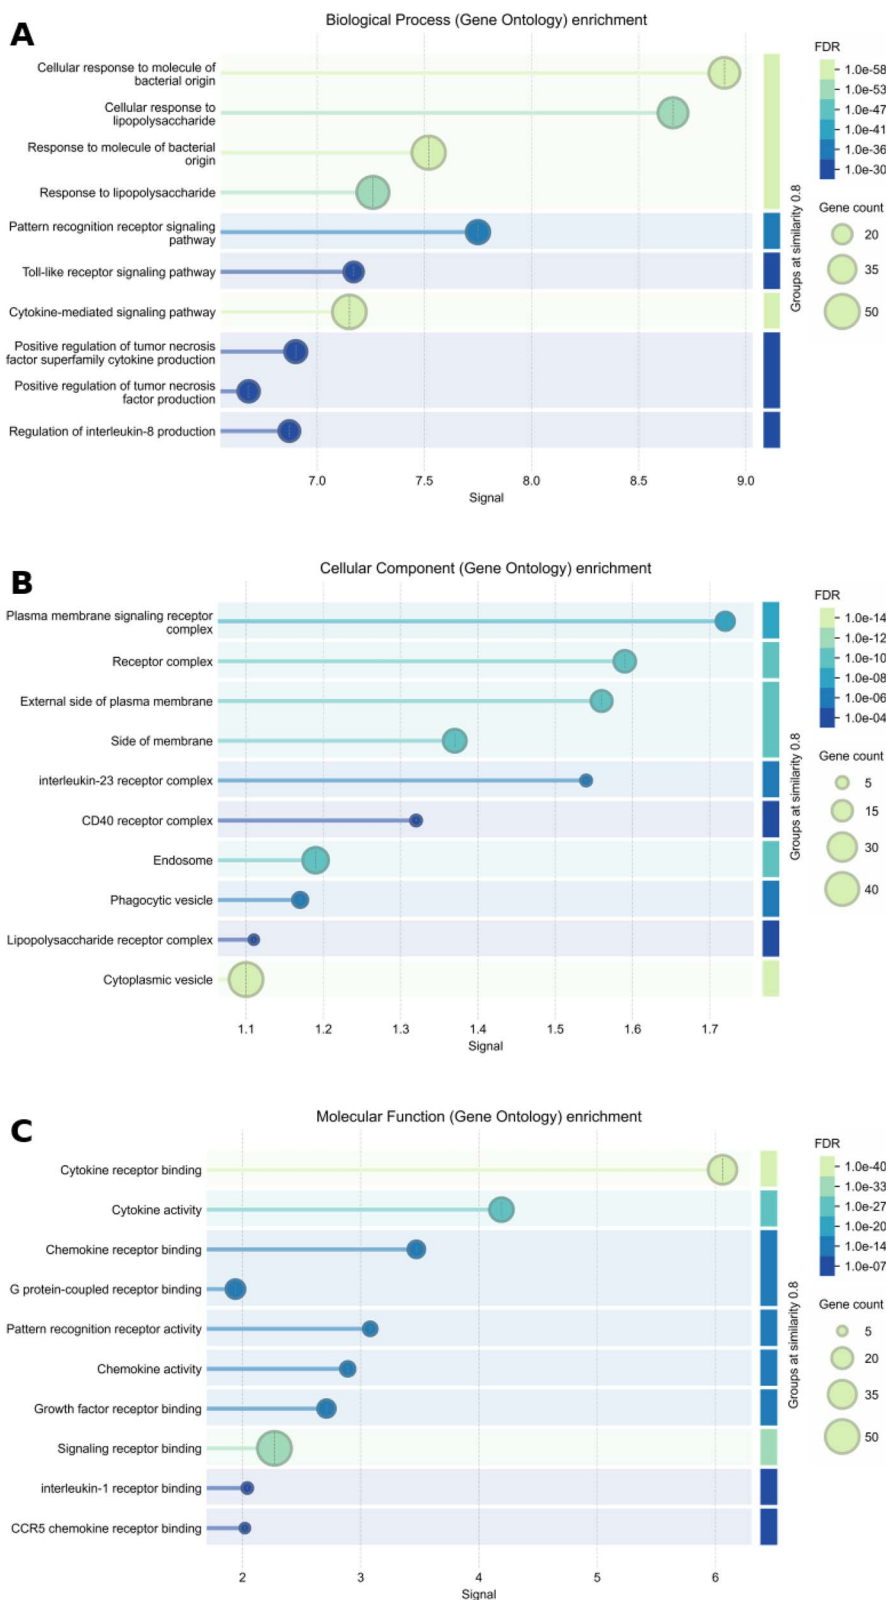 A
Biological Process (Gene Ontology) enrichment
Cellular response to molecule of
bacterial origin
Cellular response to
lipopolysaccharide
Response to molecule of bacterial
origin
Response to lipopolysaccharide
Pattern recognition receptor signaling
pathway
Toll-like receptor signaling pathway
Cytokine-mediated signaling pathway
Positive regulation of tumor necrosis
factor superfamily cytokine production
Positive regulation of tumor necrosis
factor production
Regulation of interleukin-8 production
7.0 7.5 8.0 8.5 9.0
Signal
Groups at similarity 0.8
FDR
1.0e-58
1.0e-53
1.0e-47
1.0e-41
1.0e-36
1.0e-30
Gene count
20
35
50
B
Cellular Component (Gene Ontology) enrichment
Plasma membrane signaling receptor
complex
Receptor complex
External side of plasma membrane
Side of membrane
interleukin-23 receptor complex
CD40 receptor complex
Endosome
Phagocytic vesicle
Lipopolysaccharide receptor complex
Cytoplasmic vesicle
1.1 1.2 1.3 1.4 1.5 1.6 1.7
Signal
Groups at similarity 0.8
FDR
1.0e-14
1.0e-12
1.0e-10
1.0e-08
1.0e-06
1.0e-04
Gene count
5
15
30
40
C
Molecular Function (Gene Ontology) enrichment
Cytokine receptor binding
Cytokine activity
Chemokine receptor binding
G protein-coupled receptor binding
Pattern recognition receptor activity
Chemokine activity
Growth factor receptor binding
Signaling receptor binding
interleukin-1 receptor binding
CCR5 chemokine receptor binding
2 3 4 5 6
Signal
Groups at similarity 0.8
FDR
1.0e-40
1.0e-33
1.0e-27
1.0e-20
1.0e-14
1.0e-07
Gene count
5
20
35
50